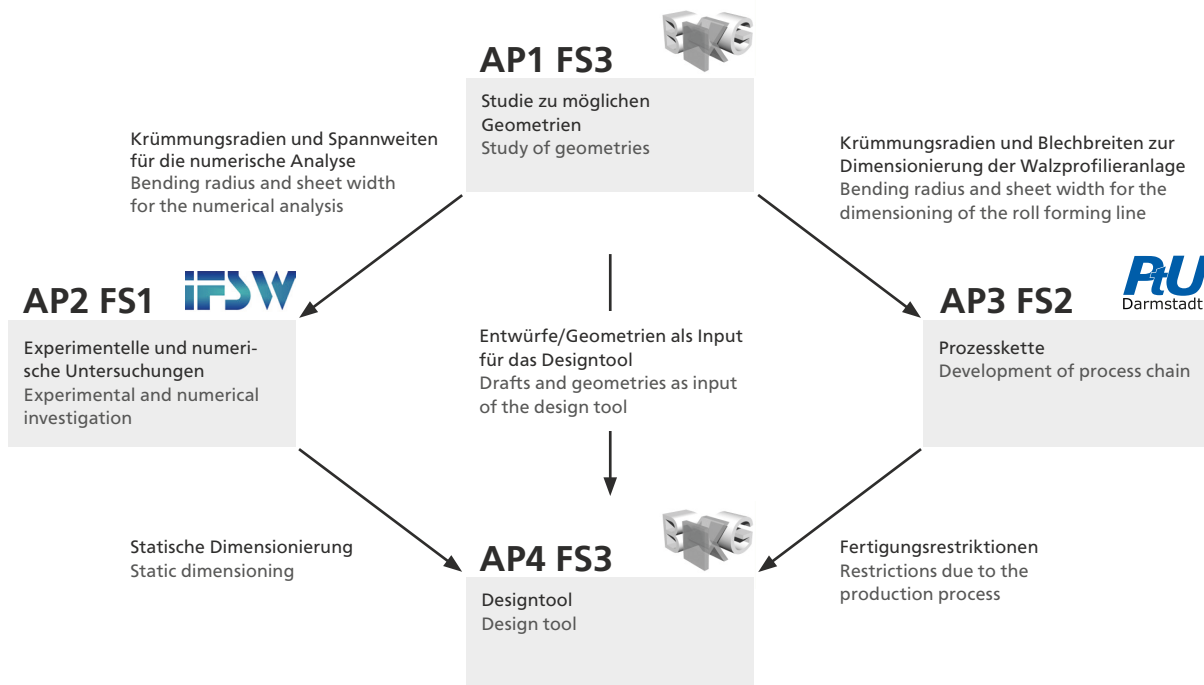 AP1 FS3
Studie zu möglichen
Geometrien
Study of geometries
Krümmungsradien und Spannweiten
für die numerische Analyse
Bending radius and sheet width
for the numerical analysis
Krümmungsradien und Blechbreiten zur
Dimensionierung der Walzprofilieranlage
Bending radius and sheet width for the
dimensioning of the roll forming line
AP2 FS1
iFSW
Experimentelle und numeri-
sche Untersuchungen
Experimental and numerical
investigation
Entwürfe/Geometrien als Input
für das Designtool
Drafts and geometries as input
of the design tool
PtU
Darmstadt
AP3 FS2
Prozesskette
Development of process chain
Statische Dimensionierung
Static dimensioning
AP4 FS3
Designtool
Design tool
Fertigungsrestriktionen
Restrictions due to the
production process